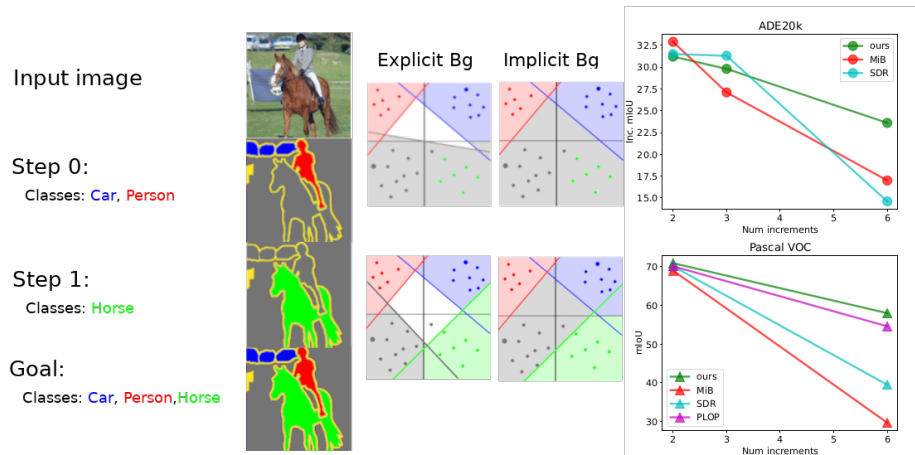 Input image
Step 0:
Classes: Car, Person
Step 1:
Classes: Horse
Goal:
Classes: Car, Person,Horse
Explicit Bg
Implicit Bg
ADE20k
ours
MiB
SDR
32.5
30.0
27.5
25.0
22.5
20.0
17.5
15.0
Inc. mIoU
2
3
4
5
6
Num increments
Pascal VOC
70
60
50
40
30
mIoU
ours
MiB
SDR
PLOP
2
3
4
5
6
Num increments